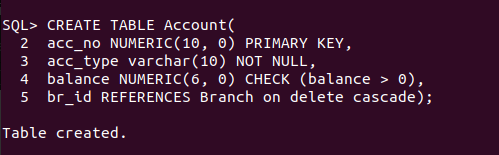 SQL> CREATE TABLE Account(
  2  acc_no NUMERIC(10, 0) PRIMARY KEY,
  3  acc_type varchar(10) NOT NULL,
  4  balance NUMERIC(6, 0) CHECK (balance > 0),
  5  br_id REFERENCES Branch on delete cascade);
Table created.